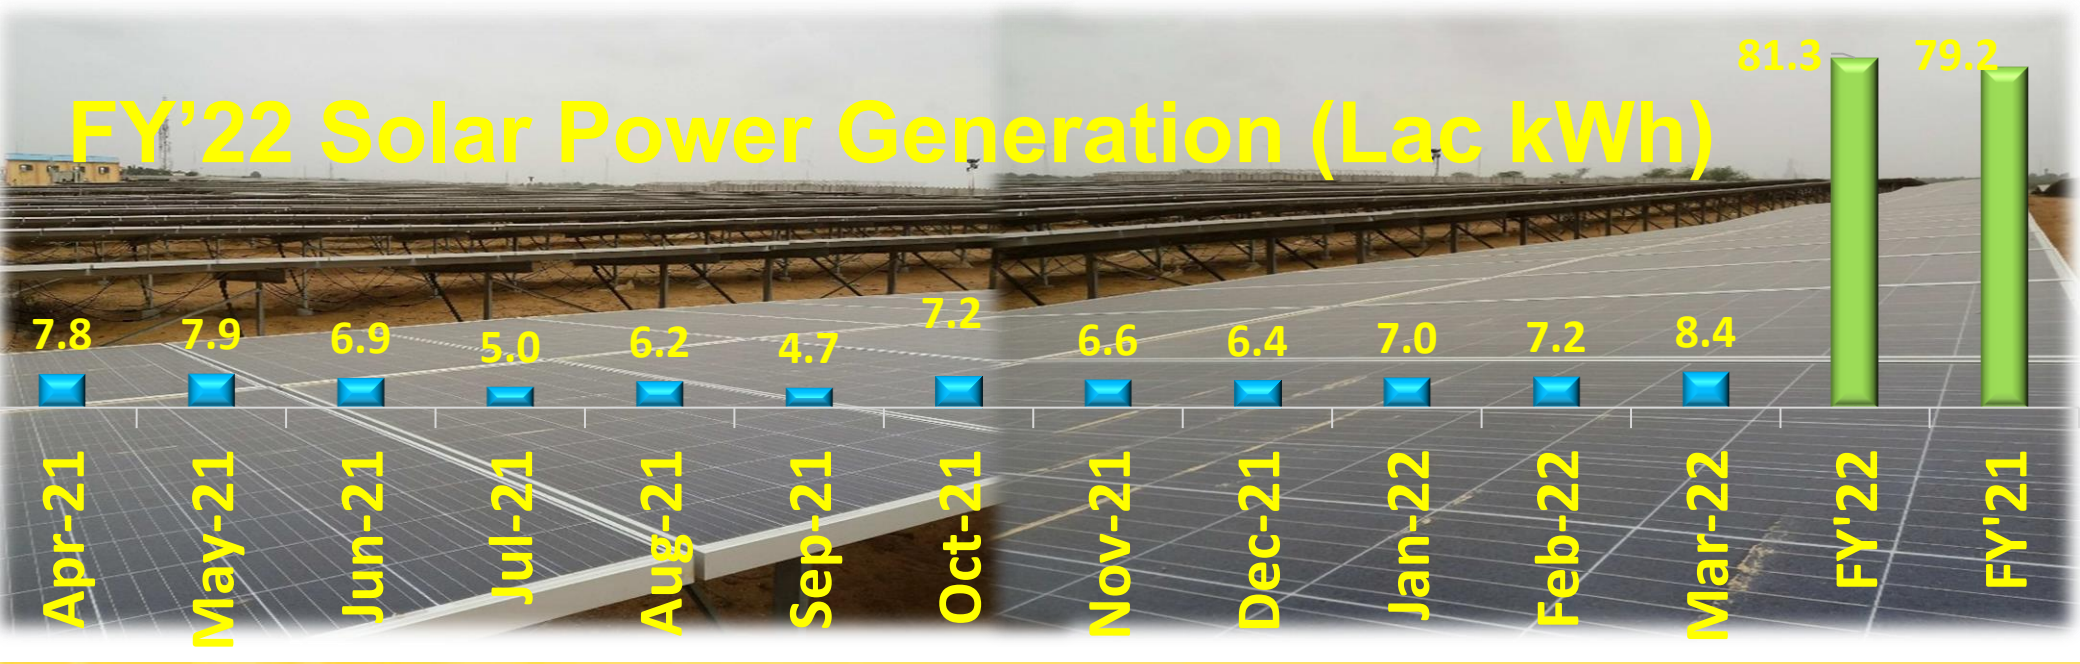 FY’22 Solar Power Generation (Lac kWh)
81.3
79.2
7.8
7.9
6.9
5.0
6.2
4.7
7.2
6.6
6.4
7.0
7.2
8.4
Apr-21
May-21
Jun-21
Jul-21
Aug-21
Sep-21
Oct-21
Nov-21
Dec-21
Jan-22
Feb-22
Mar-22
FY'22
FY'21